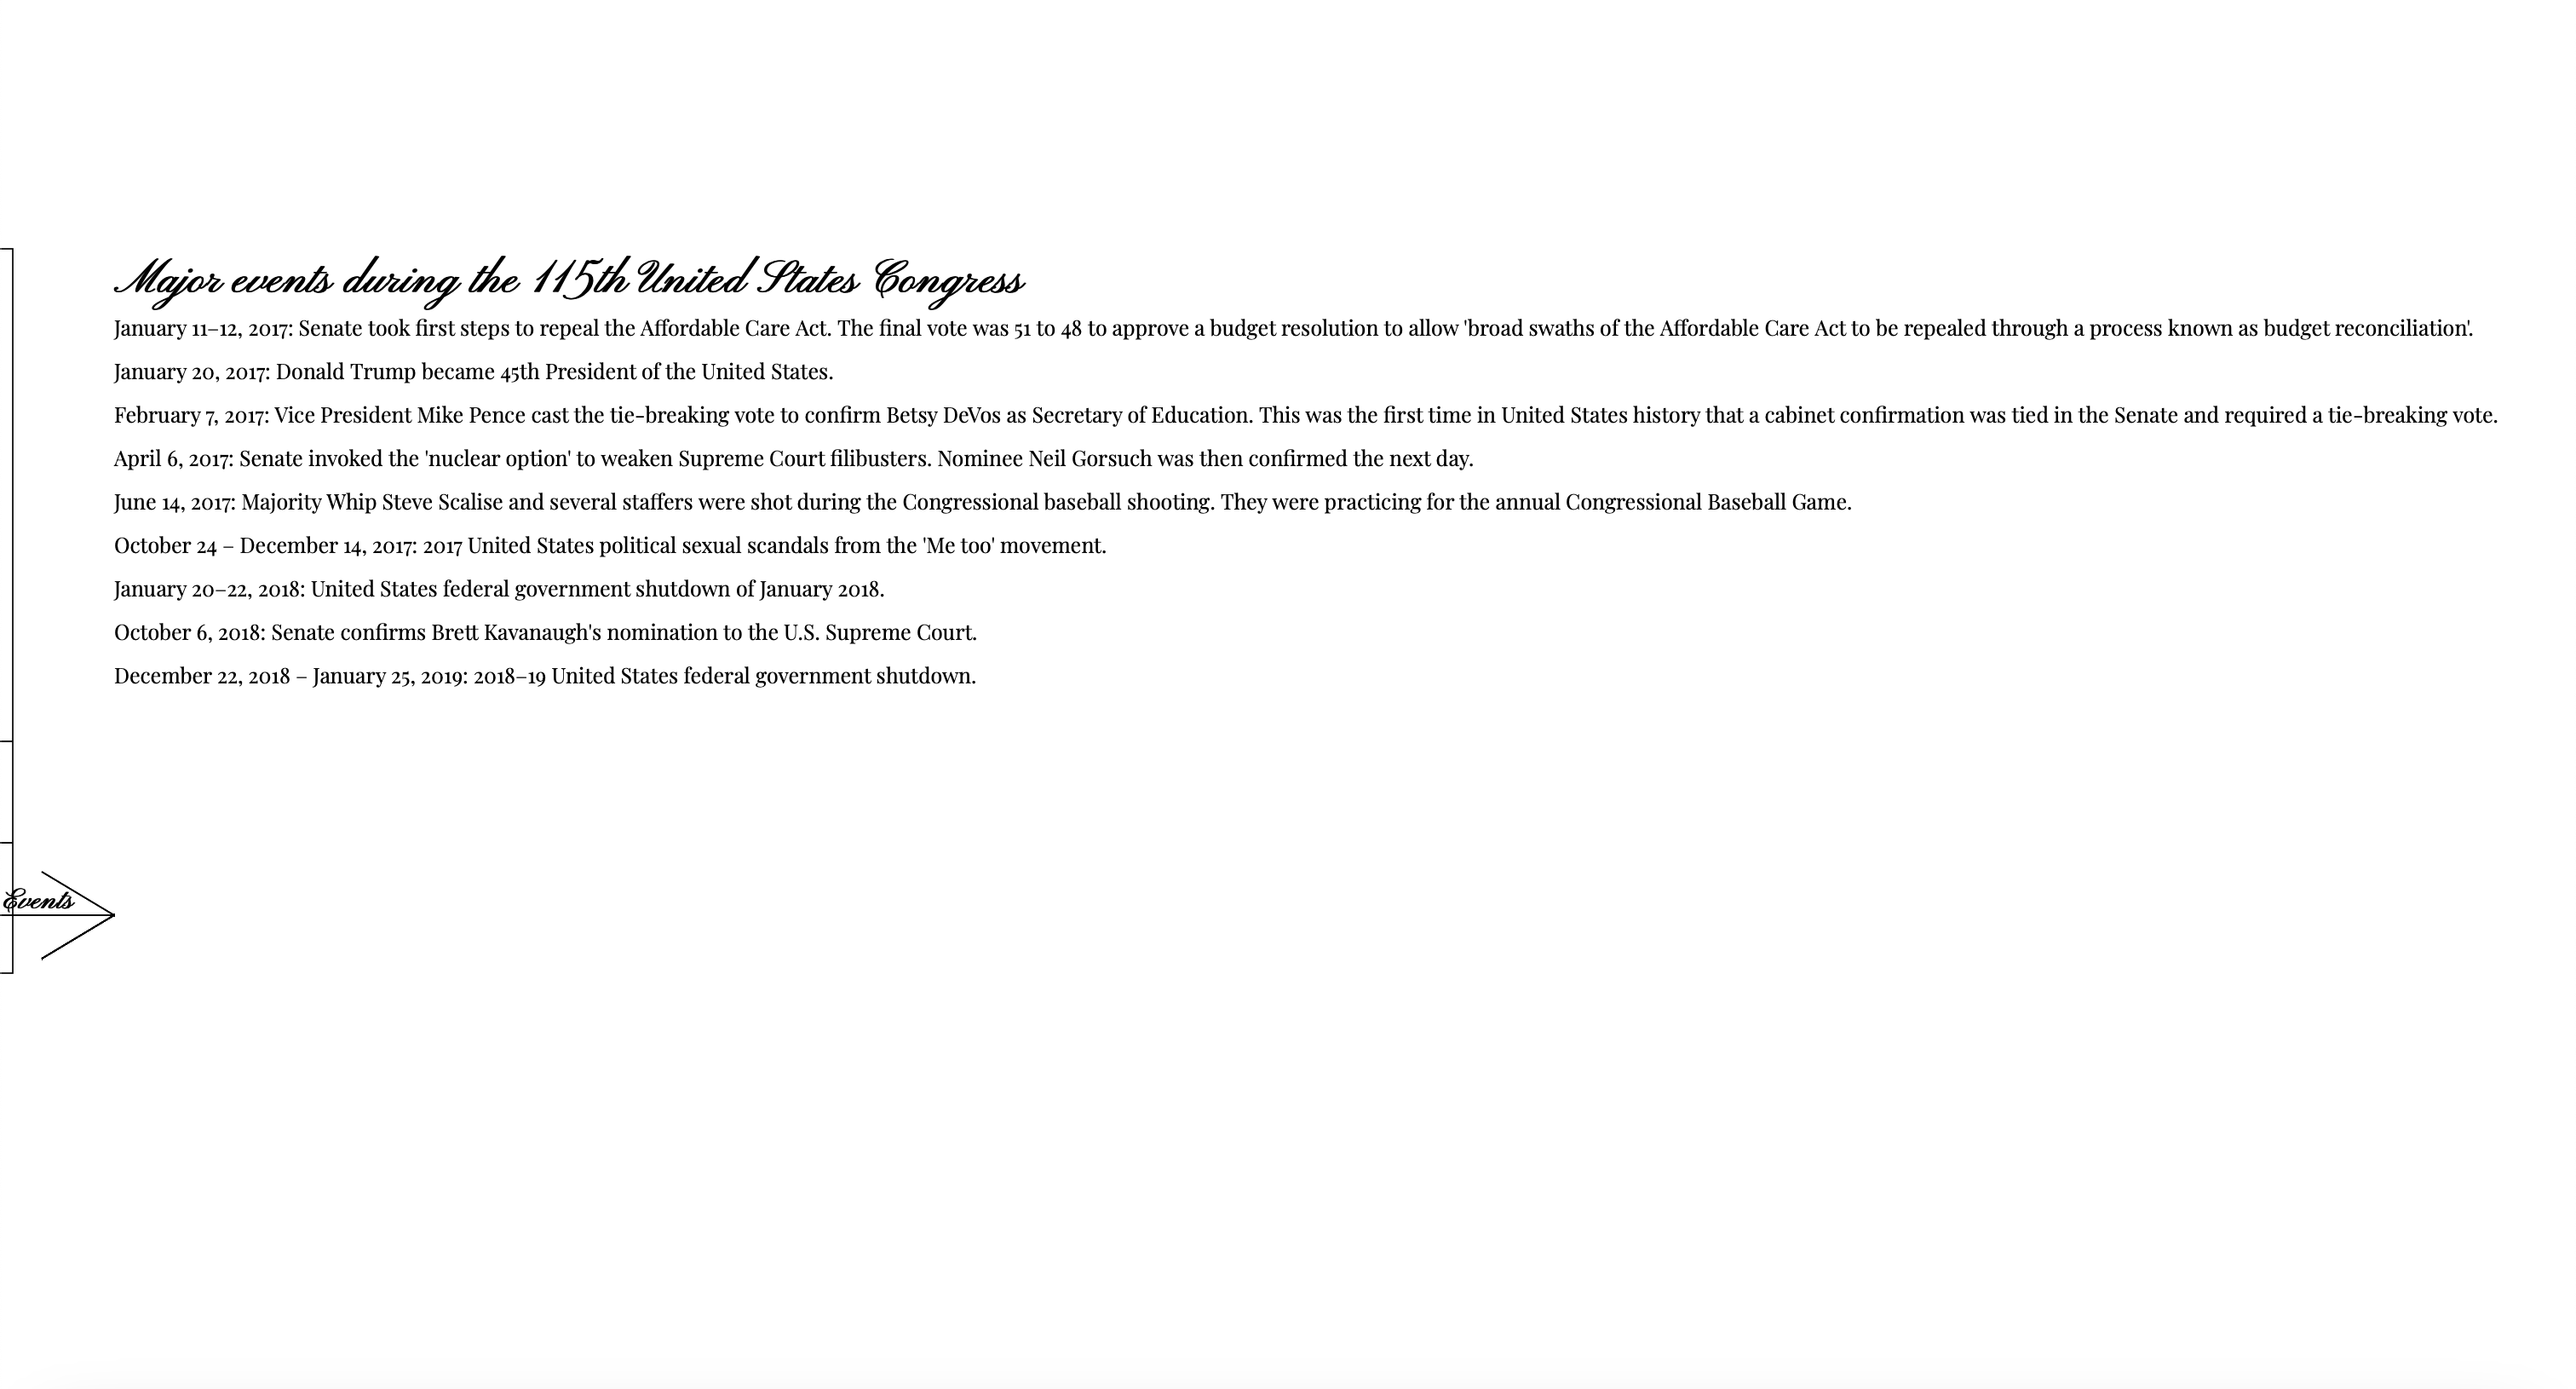 Major events during the 115th United States Congress
January 11–12, 2017: Senate took first steps to repeal the Affordable Care Act. The final vote was 51 to 48 to approve a budget resolution to allow 'broad swaths of the Affordable Care Act to be repealed through a process known as budget reconciliation'.
January 20, 2017: Donald Trump became 45th President of the United States.
February 7, 2017: Vice President Mike Pence cast the tie-breaking vote to confirm Betsy DeVos as Secretary of Education. This was the first time in United States history that a cabinet confirmation was tied in the Senate and required a tie-breaking vote.
April 6, 2017: Senate invoked the 'nuclear option' to weaken Supreme Court filibusters. Nominee Neil Gorsuch was then confirmed the next day.
June 14, 2017: Majority Whip Steve Scalise and several staffers were shot during the Congressional baseball shooting. They were practicing for the annual Congressional Baseball Game.
October 24 – December 14, 2017: 2017 United States political sexual scandals from the 'Me too' movement.
January 20–22, 2018: United States federal government shutdown of January 2018.
October 6, 2018: Senate confirms Brett Kavanaugh's nomination to the U.S. Supreme Court.
December 22, 2018 – January 25, 2019: 2018–19 United States federal government shutdown.
Events